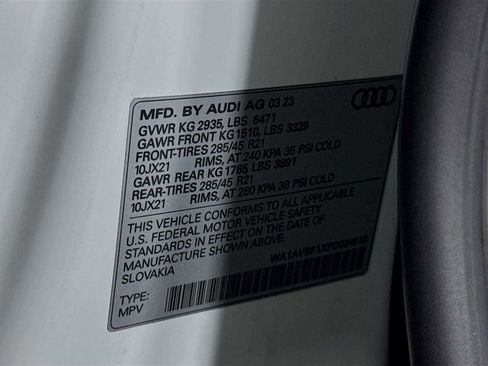 MFD. BY AUDI AG 03 23
GVWR KG 2935, LBS 6471
GAWR FRONT KG 1510, LBS 3329
FRONT-TIRES 285/45 R21
10JX21 RIMS, AT 240 KPA 35 PSI COLD
GAWR REAR KG 1765 LBS 3891
REAR-TIRES 285/45 R21
10JX21 RIMS, AT 260 KPA 38 PSI COLD
THIS VEHICLE CONFORMS TO ALL APPLICABLE
U.S. FEDERAL MOTOR VEHICLE SAFETY
STANDARDS IN EFFECT ON THE DATE OF
MANUFACTURE SHOWN ABOVE.
SLOVAKIA
TYPE:
MPV